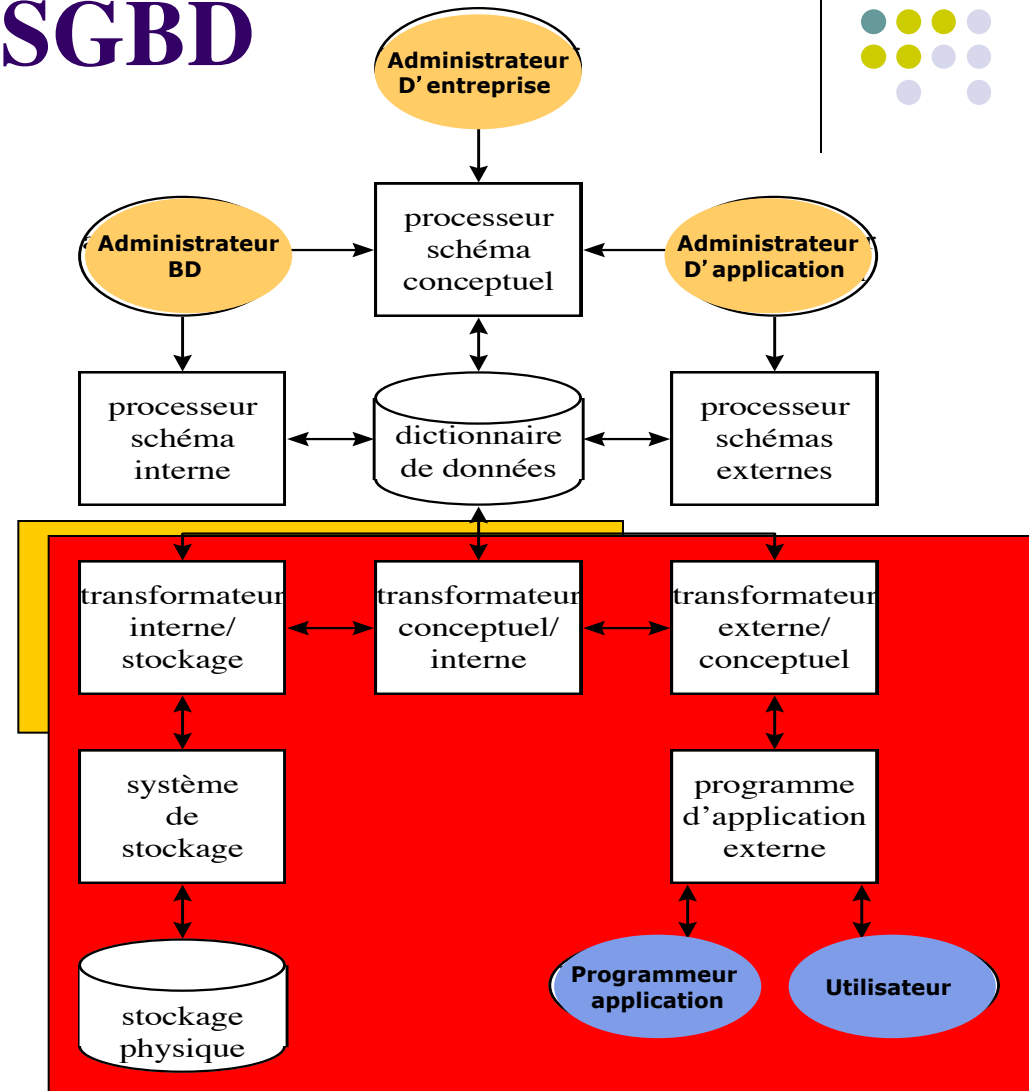 SGBD
Administrateur
D’entreprise
processeur
schéma
conceptuel
Administrateur
BD
Administrateur
D’application
processeur
schéma
interne
dictionnaire
de données
processeur
schémas
externes
transformateur
interne/
stockage
transformateur
conceptuel/
interne
transformateur
externe/
conceptuel
système
de
stockage
programme
d’application
externe
Programmeur
application
Utilisateur
stockage
physique